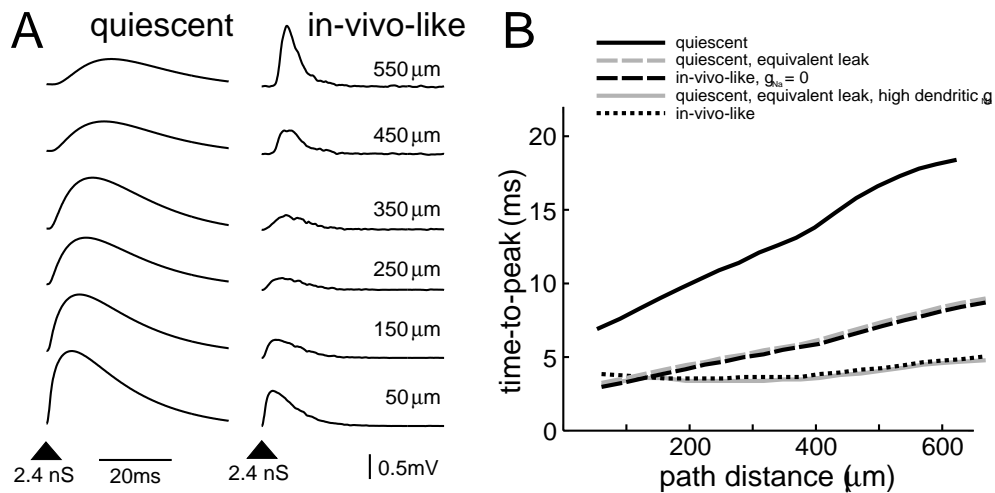 A
quiescent
in-vivo-like
550 μm
450 μm
350 μm
250 μm
150 μm
50 μm
2.4 nS
20ms
2.4 nS
0.5mV
B
quiescent
quiescent, equivalent leak
in-vivo-like, gNa = 0
quiescent, equivalent leak, high dendritic Na g
in-vivo-like
time-to-peak (ms)
20
15
10
5
0
200
400
600
path distance (μm)